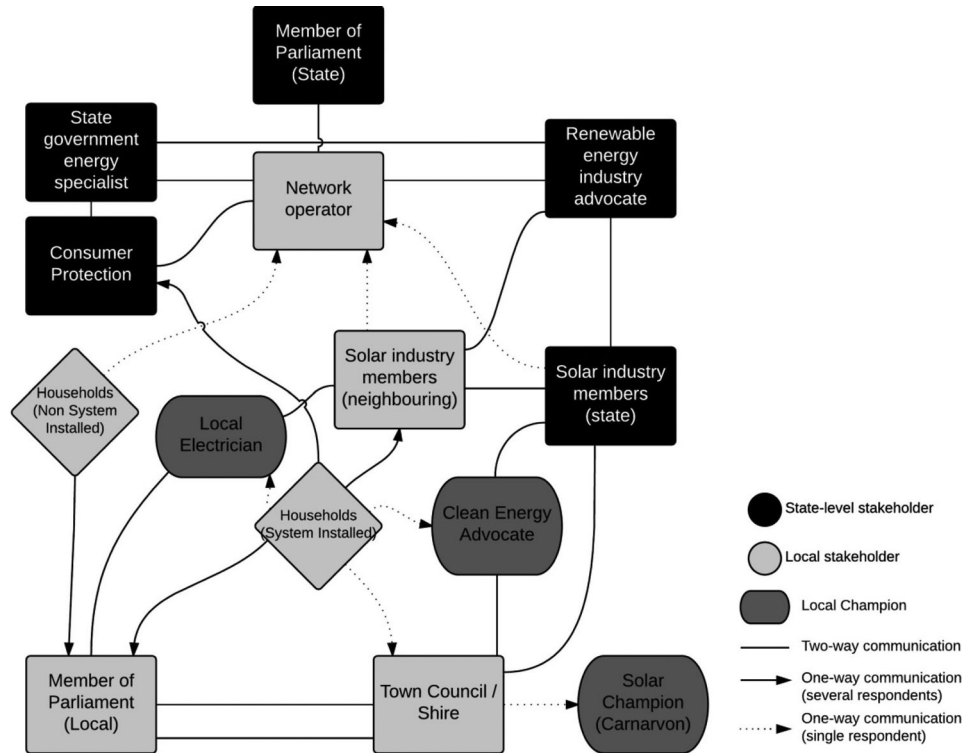 Member of
Parliament
(State)
State
government
energy
specialist
Renewable
energy
industry
advocate
Network
operator
Consumer
Protection
Solar industry
members
(neighbouring)
Solar industry
members
(state)
Households
(Non System
Installed)
Local
Electrician
Households
(System Installed)
Clean Energy
Advocate
Member of
Parliament
(Local)
Town Council /
Shire
Solar
Champion
(Carnarvon)
State-level stakeholder
Local stakeholder
Local Champion
Two-way communication
One-way communication
(several respondents)
One-way communication
(single respondent)